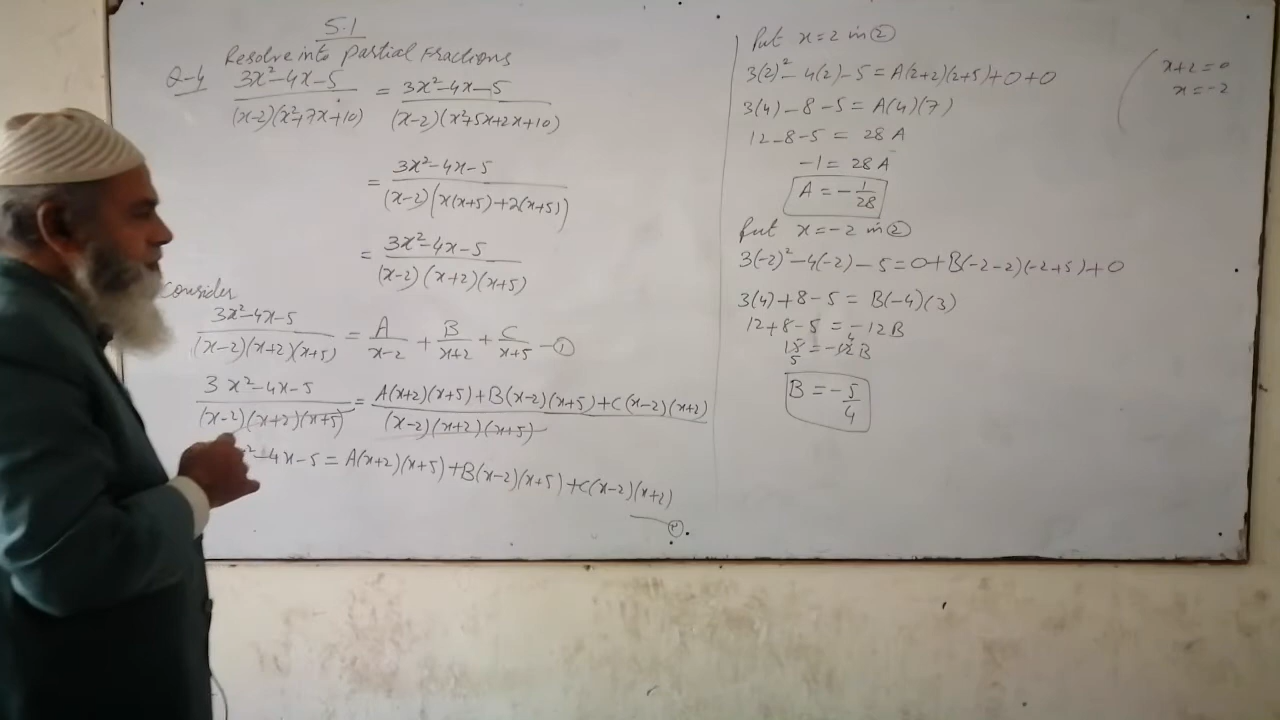 5.1
Resolve into Partial Fractions
Q-4 3x²-4x-5 / (x-2)(x²+7x+10) = 3x²-4x-5 / (x-2)(x²+5x+2x+10)
= 3x²-4x-5 / (x-2)(x(x+5)+2(x+5))
= 3x²-4x-5 / (x-2)(x+2)(x+5)
Consider
3x²-4x-5 / (x-2)(x+2)(x+5) = A/x-2 + B/x+2 + C/x+5 - ①
3x²-4x-5 / (x-2)(x+2)(x+5) = A(x+2)(x+5)+B(x-2)(x+5)+C(x-2)(x+2) / (x-2)(x+2)(x+5)
²-4x-5 = A(x+2)(x+5)+B(x-2)(x+5)+C(x-2)(x+2)
②
Put x=2 in ②
3(2)²-4(2)-5=A(2+2)(2+5)+0+0
3(4)-8-5=A(4)(7)
12-8-5 = 28A
-1 = 28A
A = -1/28
Put x=-2 in ②
3(-2)²-4(-2)-5=0+B(-2-2)(-2+5)+0
3(4)+8-5 = B(-4)(3)
12+8-5 = -12B
4
15 = -12B
5
B = -5/4
x+2=0
x=-2